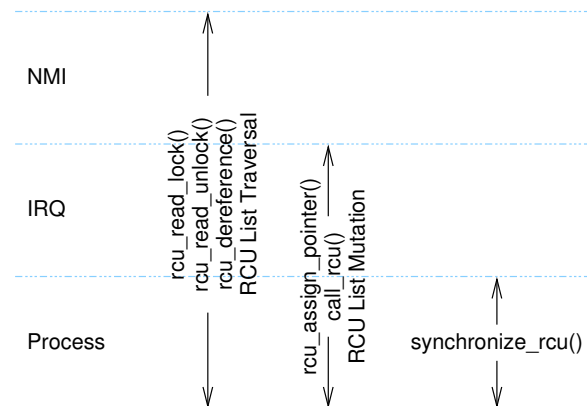 NMI
IRQ
Process
rcu_read_lock()
rcu_read_unlock()
rcu_dereference()
RCU List Traversal
rcu_assign_pointer()
call_rcu()
RCU List Mutation
synchronize_rcu()